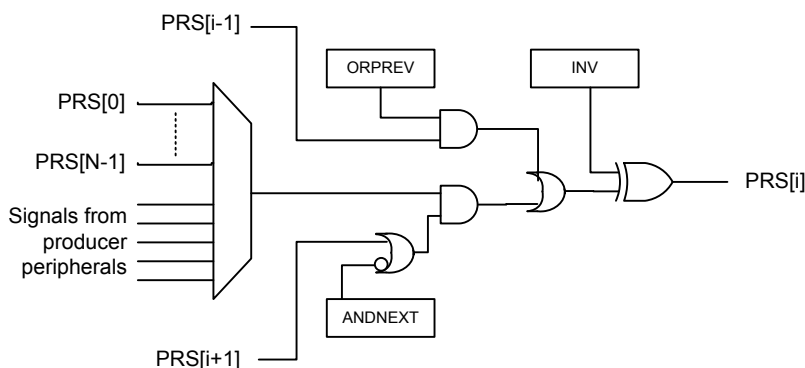 PRS[i-1]
ORPREV
INV
PRS[0]
PRS[N-1]
PRS[i]
Signals from
producer
peripherals
ANDNEXT
PRS[i+1]